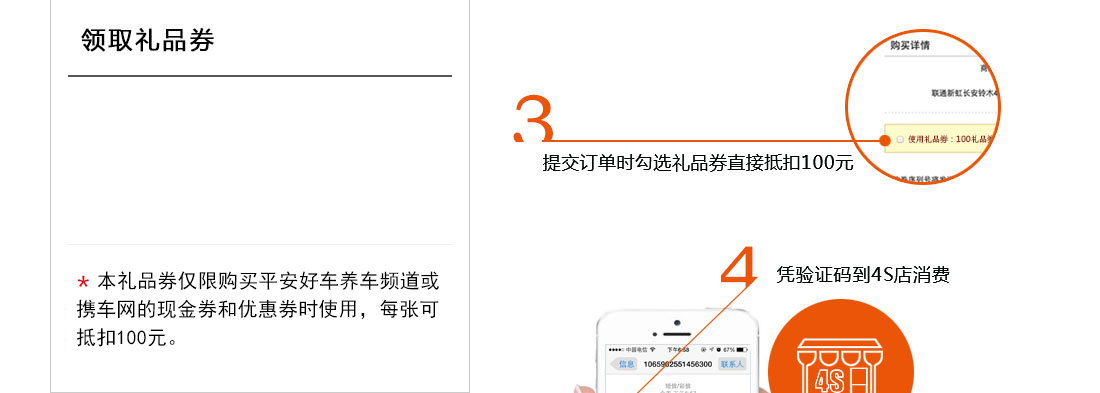 领取礼品券
* 本礼品券仅限购买平安好车养车频道或
携车网的现金券和优惠券时使用，每张可
抵扣100元。
3
提交订单时勾选礼品券直接抵扣100元
购买详情
联通新虹长安铃木4
使用礼品券：100礼品券
4
凭验证码到4S店消费
中国电信 下午6:58 67%
信息 1065902551456300 联系人
短信/彩信
4S